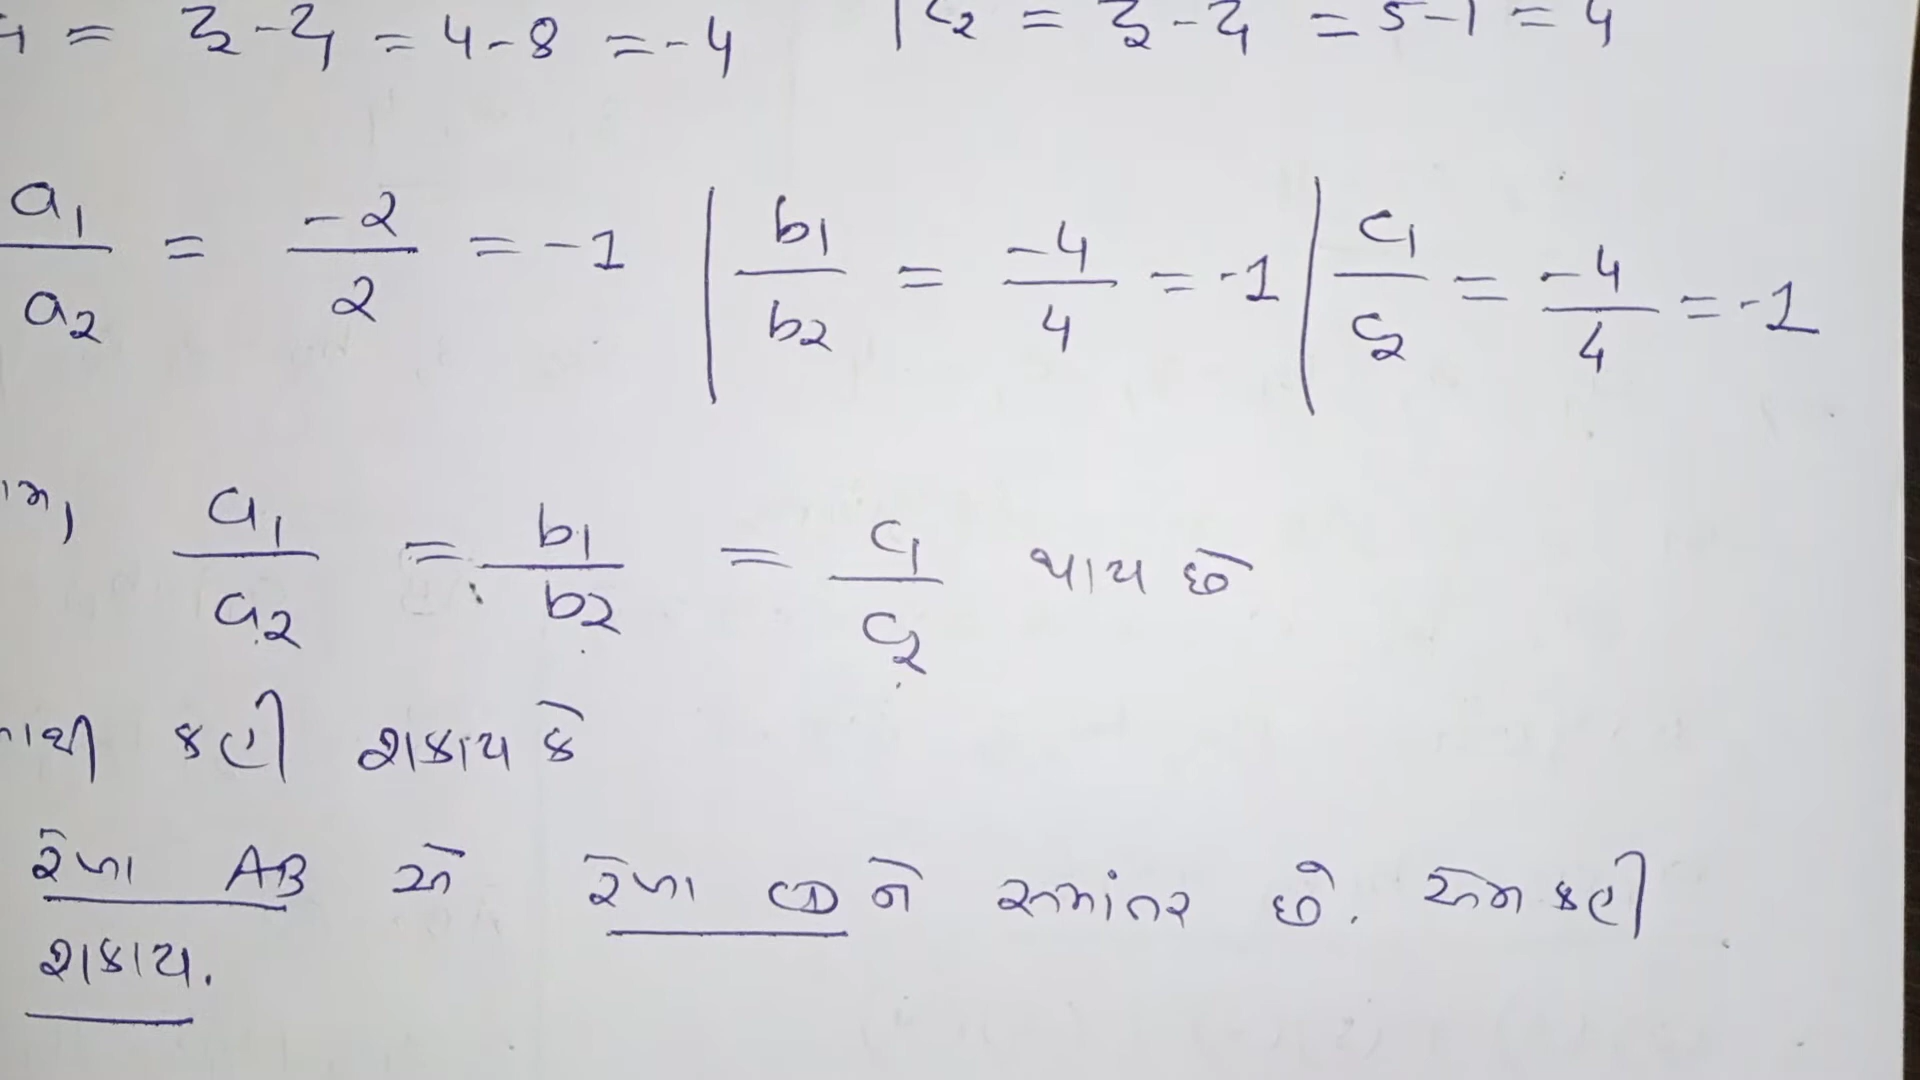 = z₂ - z₁ = 4 - 8 = -4 c₂ = z₂ - z₁ = 5 - 1 = 4
a₁/a₂ = -2/2 = -1 | b₁/b₂ = -4/4 = -1 | c₁/c₂ = -4/4 = -1
a₁/a₂ = b₁/b₂ = c₁/c₂ થાય છે
કહી શકાય કે
રેખા AB એ રેખા CD ને સમાંતર છે. એમ કહી
શકાય.